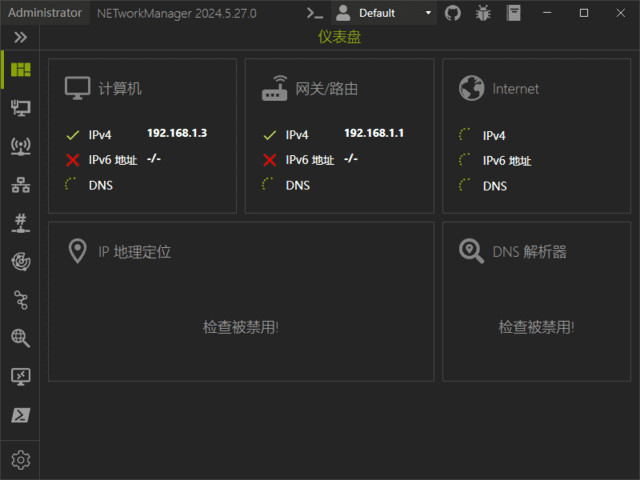 Administrator NETworkManager 2024.5.27.0 Default
仪表盘
计算机
IPv4 192.168.1.3
IPv6 地址 -/-
DNS
网关/路由
IPv4 192.168.1.1
IPv6 地址 -/-
DNS
Internet
IPv4
IPv6 地址
DNS
IP 地理定位
检查被禁用!
DNS 解析器
检查被禁用!